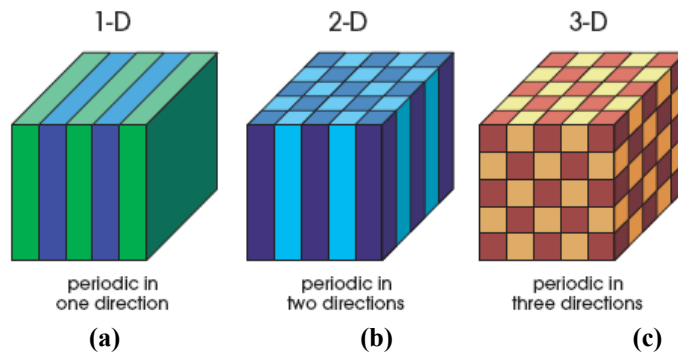 1-D 2-D 3-D
periodic in periodic in periodic in
one direction two directions three directions
(a) (b) (c)